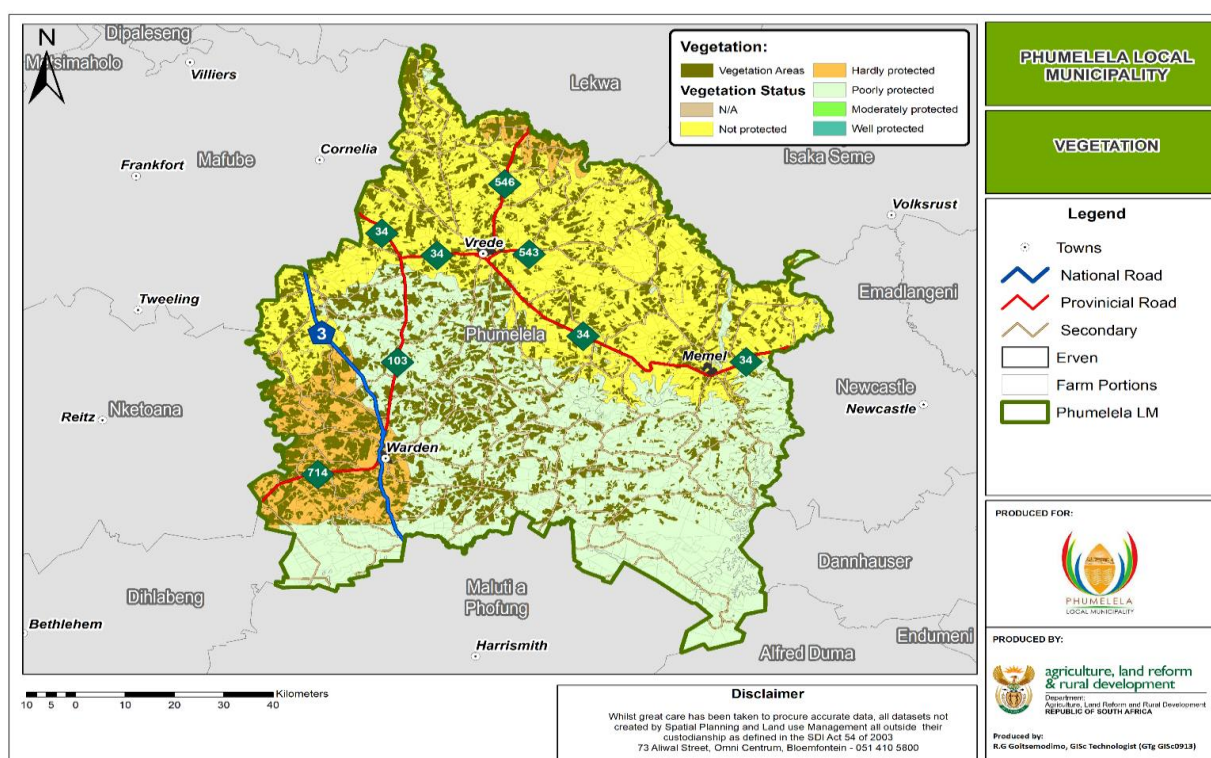 N
Dipaleseng
Villiers
Lekwa
Mafube
Cornelia
Frankfort
Isaka Seme
Volksrust
Vegetation:
Vegetation Areas
Vegetation Status
N/A
Not protected
Hardly protected
Poorly protected
Moderately protected
Well protected
546
34
34
Vrede
543
Tweeling
3
Phumelela
34
Emadlangeni
103
Memel
34
Newcastle
Newcastle
Reitz
Nketoana
Warden
714
Dannhauser
Dihlabeng
Maluti a
Phofung
Bethlehem
Harrismith
Alfred Duma
Endumeni
10 5 0 10 20 30 40 Kilometers
Disclaimer
Whilst great care has been taken to procure accurate data, all datasets not
created by Spatial Planning and Land use Management all outside their
custodianship as defined in the SDI Act 54 of 2003
73 Aliwal Street, Omni Centrum, Bloemfontein - 051 410 5800
PHUMELELA LOCAL
MUNICIPALITY
VEGETATION
Legend
Towns
National Road
Provinicial Road
Secondary
Erven
Farm Portions
Phumelela LM
PRODUCED FOR:
PHUMELELA
LOCAL MUNICIPALITY
PRODUCED BY:
agriculture, land reform
& rural development
Department:
Agriculture, Land Reform and Rural Development
REPUBLIC OF SOUTH AFRICA
Produced by:
R.G Goitsemodimo, GISc Technologist (GTg GISc0913)